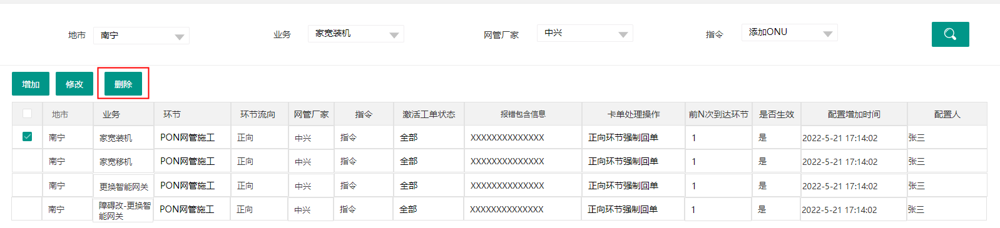 地市 南宁 业务 家宽装机 网管厂家 中兴 指令 添加ONU
增加 修改 删除
地市 业务 环节 环节流向 网管厂家 指令 激活工单状态 报错包含信息 卡单处理操作 前N次到达环节 是否生效 配置增加时间 配置人
南宁 家宽装机 PON网管施工 正向 中兴 指令 全部 XXXXXXXXXXXXXX 正向环节强制回单 1 是 2022-5-21 17:14:02 张三
南宁 家宽移机 PON网管施工 正向 中兴 指令 全部 XXXXXXXXXXXXXX 正向环节强制回单 1 是 2022-5-21 17:14:02 张三
南宁 更换智能网关 PON网管施工 正向 中兴 指令 全部 XXXXXXXXXXXXXX 正向环节强制回单 1 是 2022-5-21 17:14:02 张三
南宁 障碍改-更换智
能网关 PON网管施工 正向 中兴 指令 全部 XXXXXXXXXXXXXX 正向环节强制回单 1 是 2022-5-21 17:14:02 张三